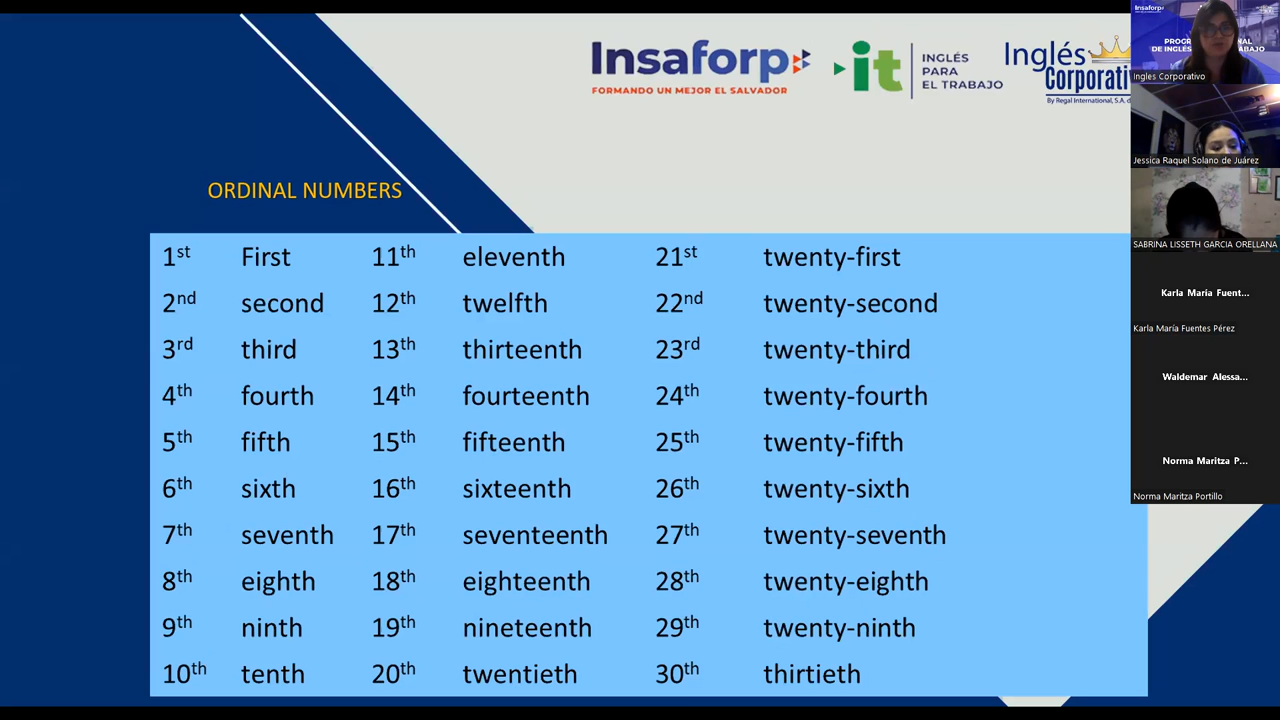 Insaforp
FORMANDO UN MEJOR EL SALVADOR
it
INGLÉS
PARA
EL TRABAJO
Inglés
Corporati
By Regal International, S.A. d
ORDINAL NUMBERS
1st First 11th eleventh 21st twenty-first
2nd second 12th twelfth 22nd twenty-second
3rd third 13th thirteenth 23rd twenty-third
4th fourth 14th fourteenth 24th twenty-fourth
5th fifth 15th fifteenth 25th twenty-fifth
6th sixth 16th sixteenth 26th twenty-sixth
7th seventh 17th seventeenth 27th twenty-seventh
8th eighth 18th eighteenth 28th twenty-eighth
9th ninth 19th nineteenth 29th twenty-ninth
10th tenth 20th twentieth 30th thirtieth
Insaforp
Ingles Corporativo
Jessica Raquel Solano de Juárez
SABRINA LISSETH GARCIA ORELLANA
Karla María Fuent...
Karla María Fuentes Pérez
Waldemar Alessa...
Norma Maritza P...
Norma Maritza Portillo